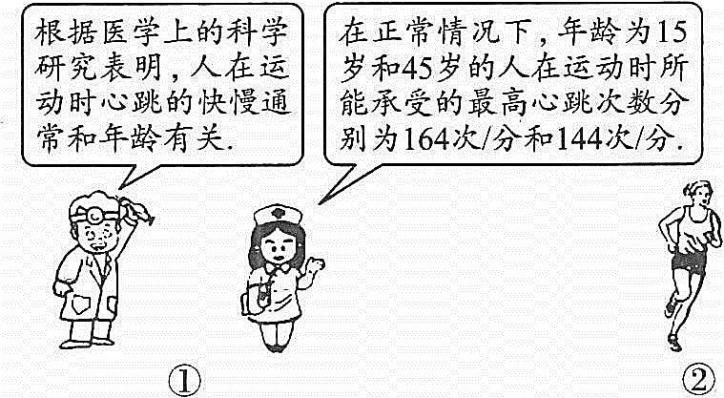 根据医学上的科学
研究表明,人在运
动时心跳的快慢通
常和年龄有关.
在正常情况下,年龄为15
岁和45岁的人在运动时所
能承受的最高心跳次数分
别为164次/分和144次/分.
① ②